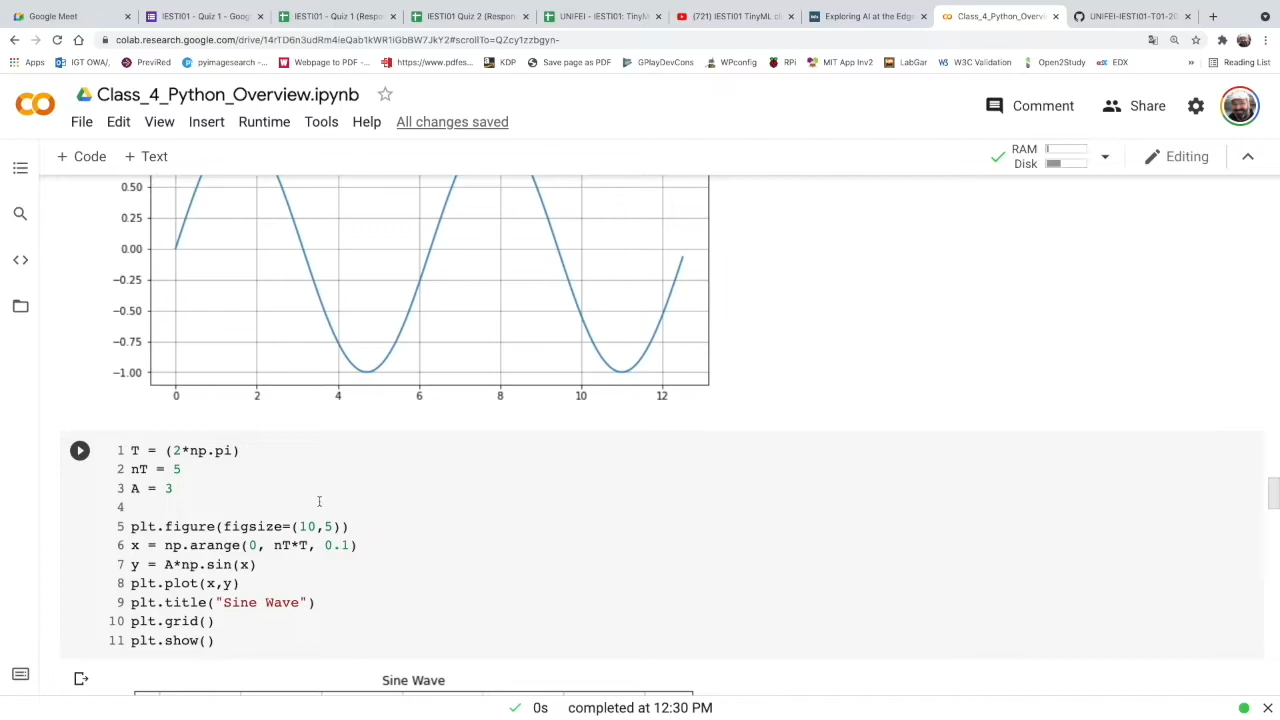 Google Meet
IESTI01 - Quiz 1 - Goog
IESTI01 - Quiz 1 (Respo
IESTI01 Quiz 2 (Respon
UNIFEI - IESTI01: TinyM
(721) IESTI01 TinyML c
Exploring AI at the Edge
Class_4_Python_Overvi
UNIFEI-IESTI01-T01-20
colab.research.google.com/drive/14rTD6n3udRm4IeQab1kWR1iGbBW7JkY2#scrollTo=QZcy1zzbgyn-
Apps
IGT OWA/,
PreviRed
pyimagesearch -...
Webpage to PDF -...
https://www.pdfes...
KDP
Save page as PDF
GPlayDevCons
WPconfig
RPi
MIT App Inv2
LabGar
W3C Validation
Open2Study
EDX
»
Reading List
Class_4_Python_Overview.ipynb
Comment
Share
File Edit View Insert Runtime Tools Help All changes saved
+ Code + Text
RAM
Disk
Editing
0.50
0.25
0.00
−0.25
−0.50
−0.75
−1.00
0 2 4 6 8 10 12
1 T = (2*np.pi)
2 nT = 5
3 A = 3
4
5 plt.figure(figsize=(10,5))
6 x = np.arange(0, nT*T, 0.1)
7 y = A*np.sin(x)
8 plt.plot(x,y)
9 plt.title("Sine Wave")
10 plt.grid()
11 plt.show()
Sine Wave
0s completed at 12:30 PM